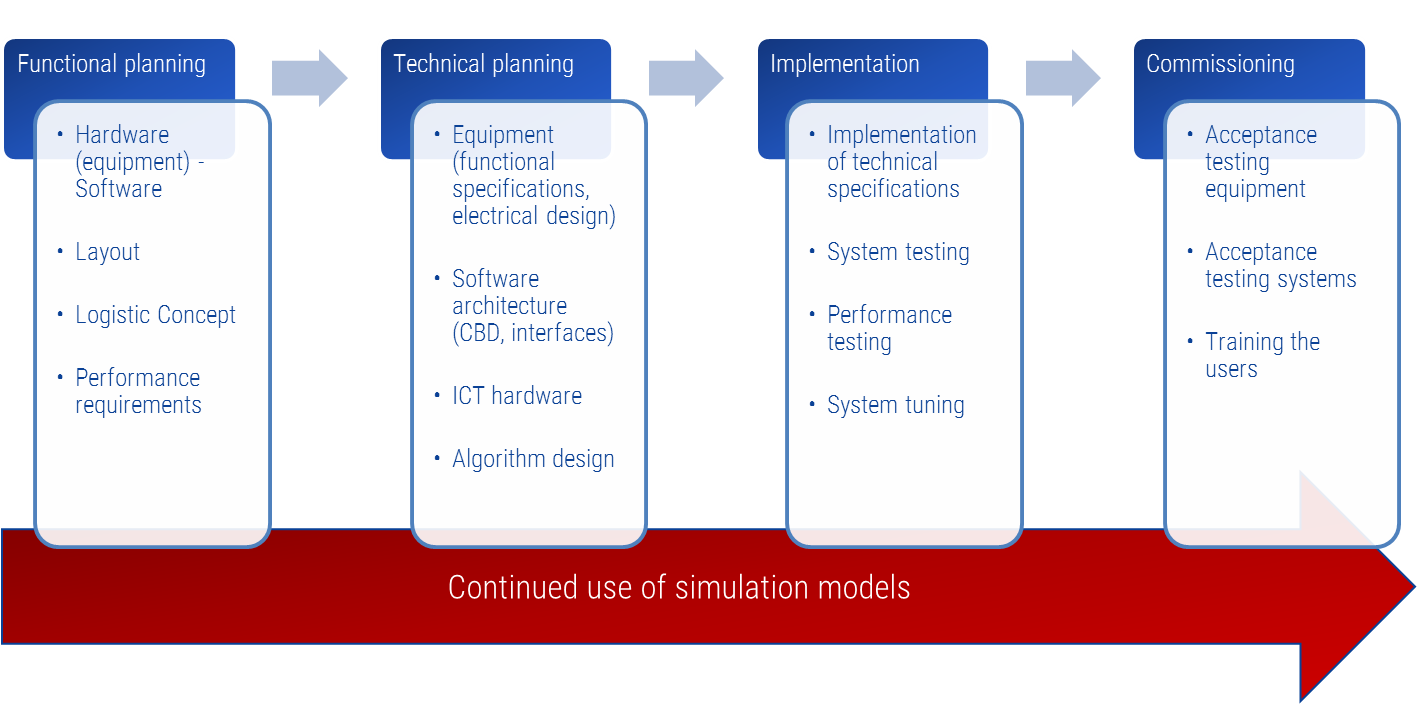 Functional planning
• Hardware
(equipment) -
Software
• Layout
• Logistic Concept
• Performance
requirements
Technical planning
• Equipment
(functional
specifications,
electrical design)
• Software
architecture
(CBD, interfaces)
• ICT hardware
• Algorithm design
Implementation
• Implementation
of technical
specifications
• System testing
• Performance
testing
• System tuning
Commissioning
• Acceptance
testing
equipment
• Acceptance
testing systems
• Training the
users
Continued use of simulation models